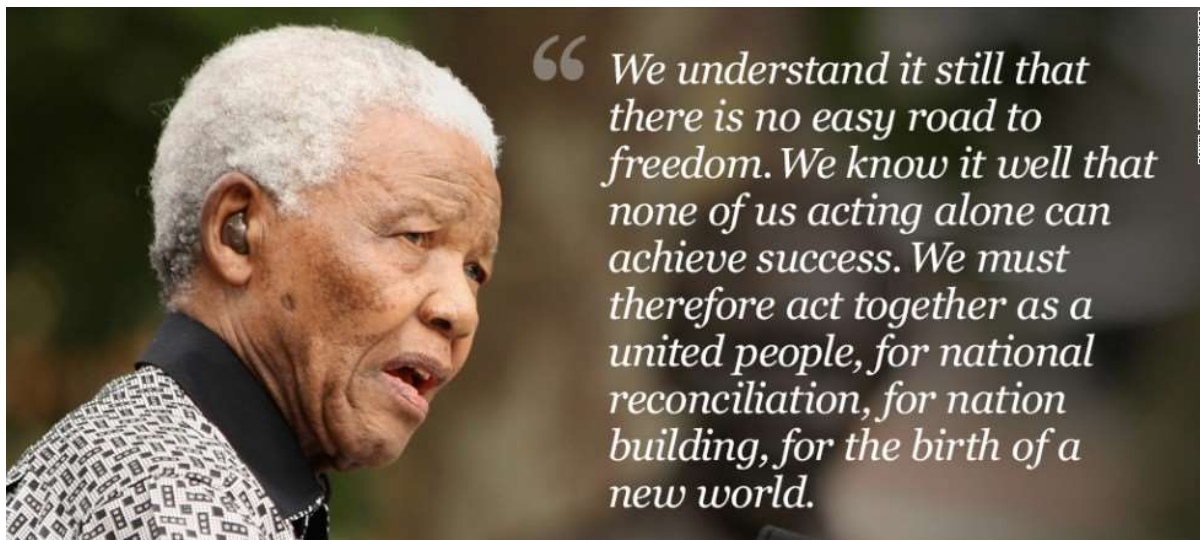 “ We understand it still that
there is no easy road to
freedom. We know it well that
none of us acting alone can
achieve success. We must
therefore act together as a
united people, for national
reconciliation, for nation
building, for the birth of a
new world.